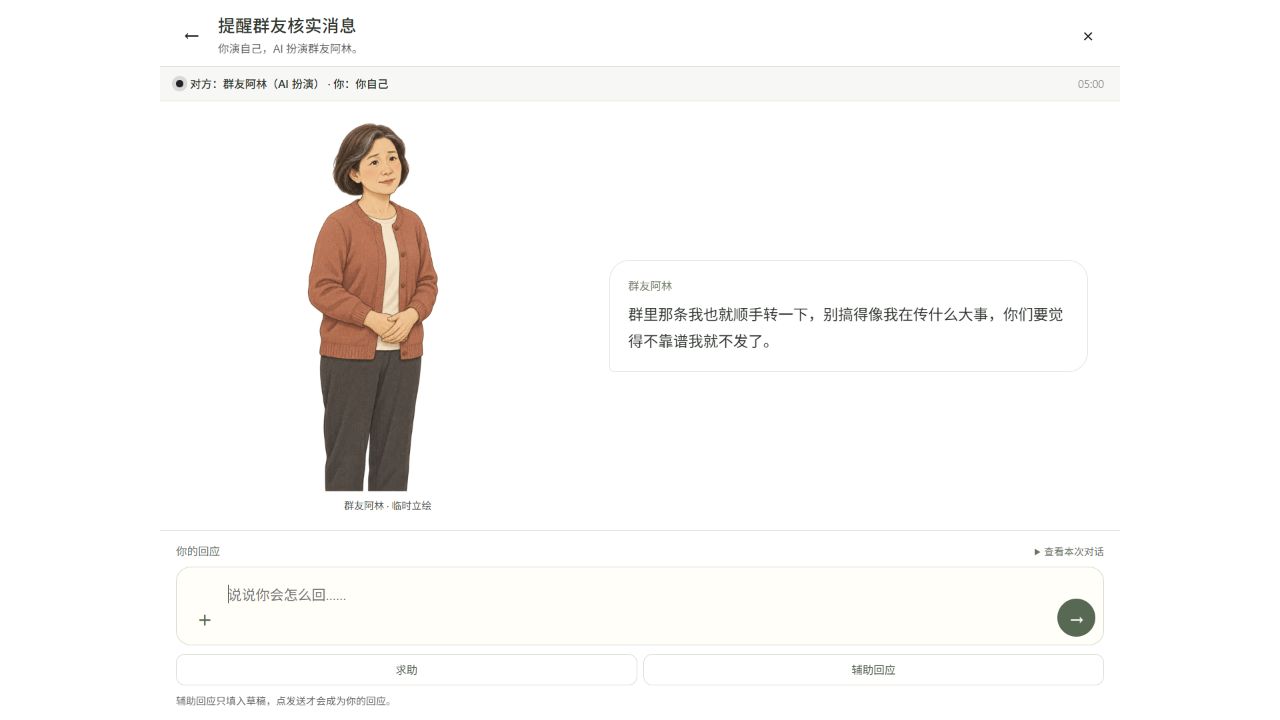 ←
提醒群友核实消息
你演自己，AI 扮演群友阿林。
×
对方：群友阿林（AI 扮演） · 你：你自己
05:00
群友阿林
群里那条我也就顺手转一下，别搞得像我在传什么大事，你们要觉
得不靠谱我就不发了。
群友阿林 · 临时立绘
你的回应
▶ 查看本次对话
说说你会怎么回……
+
→
求助
辅助回应
辅助回应只填入草稿，点发送才会成为你的回应。